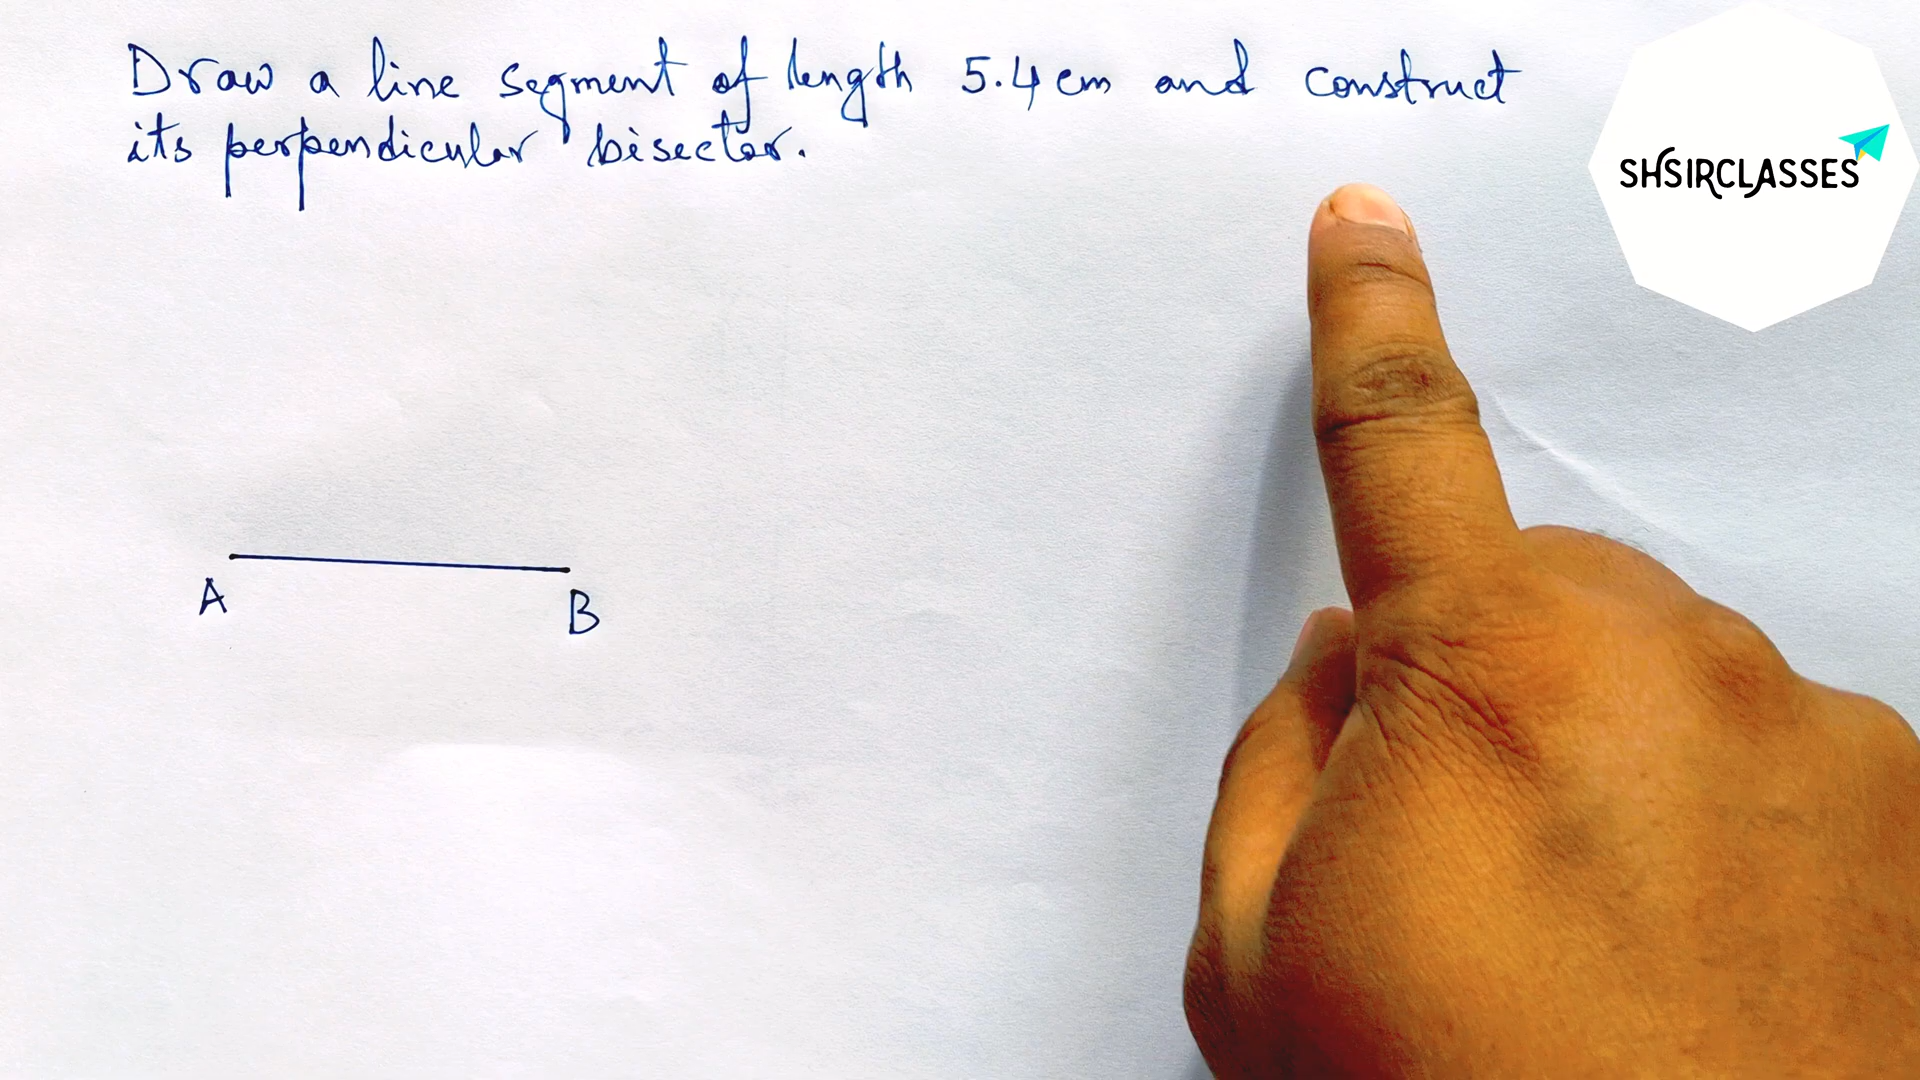 Draw a line segment of length 5.4 cm and construct
its perpendicular bisector.
SHSIRCLASSES
A
B